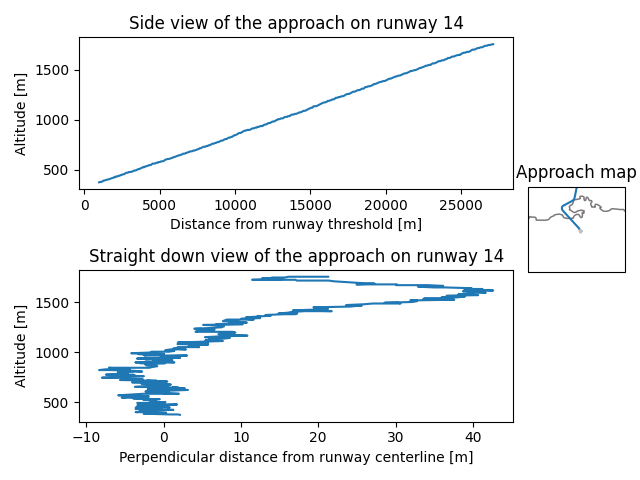 Side view of the approach on runway 14
1500
1000
500
Altitude [m]
0 5000 10000 15000 20000 25000
Distance from runway threshold [m]
Approach map
Straight down view of the approach on runway 14
1500
1000
500
Altitude [m]
−10 0 10 20 30 40
Perpendicular distance from runway centerline [m]